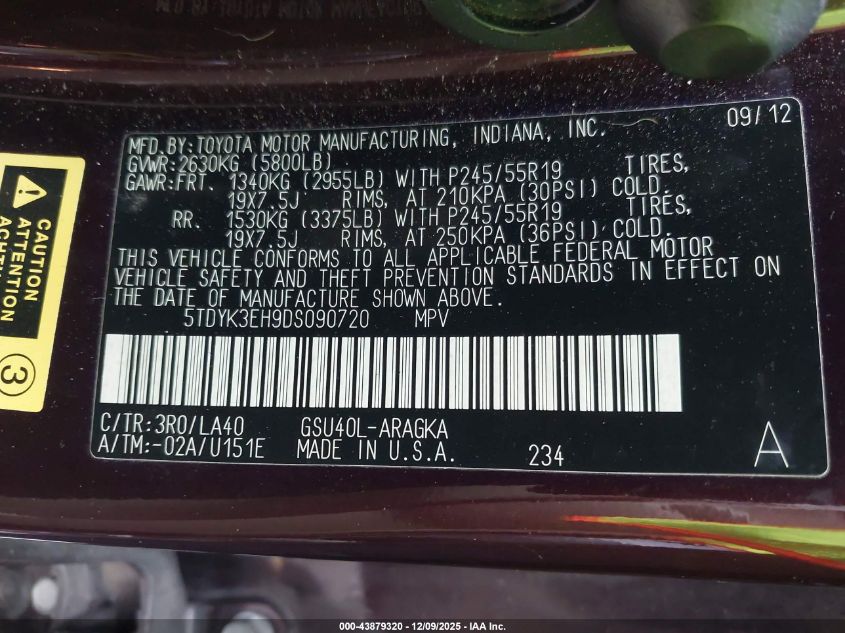 09/12
MFD.BY:TOYOTA MOTOR MANUFACTURING, INDIANA, INC.
GVWR:2630KG (5800LB)
GAWR:FRT. 1340KG (2955LB) WITH P245/55R19 TIRES,
19X7.5J RIMS, AT 210KPA (30PSI) COLD.
RR. 1530KG (3375LB) WITH P245/55R19 TIRES,
19X7.5J RIMS, AT 250KPA (36PSI) COLD.
THIS VEHICLE CONFORMS TO ALL APPLICABLE FEDERAL MOTOR
VEHICLE SAFETY AND THEFT PREVENTION STANDARDS IN EFFECT ON
THE DATE OF MANUFACTURE SHOWN ABOVE.
5TDYK3EH9DS090720 MPV
C/TR:3R0/LA40 GSU40L-ARAGKA
A/TM:-02A/U151E MADE IN U.S.A. 234 A
CAUTION
ATTENTION
ACHTUNG
3
000-43879320 - 12/09/2025 - IAA Inc.